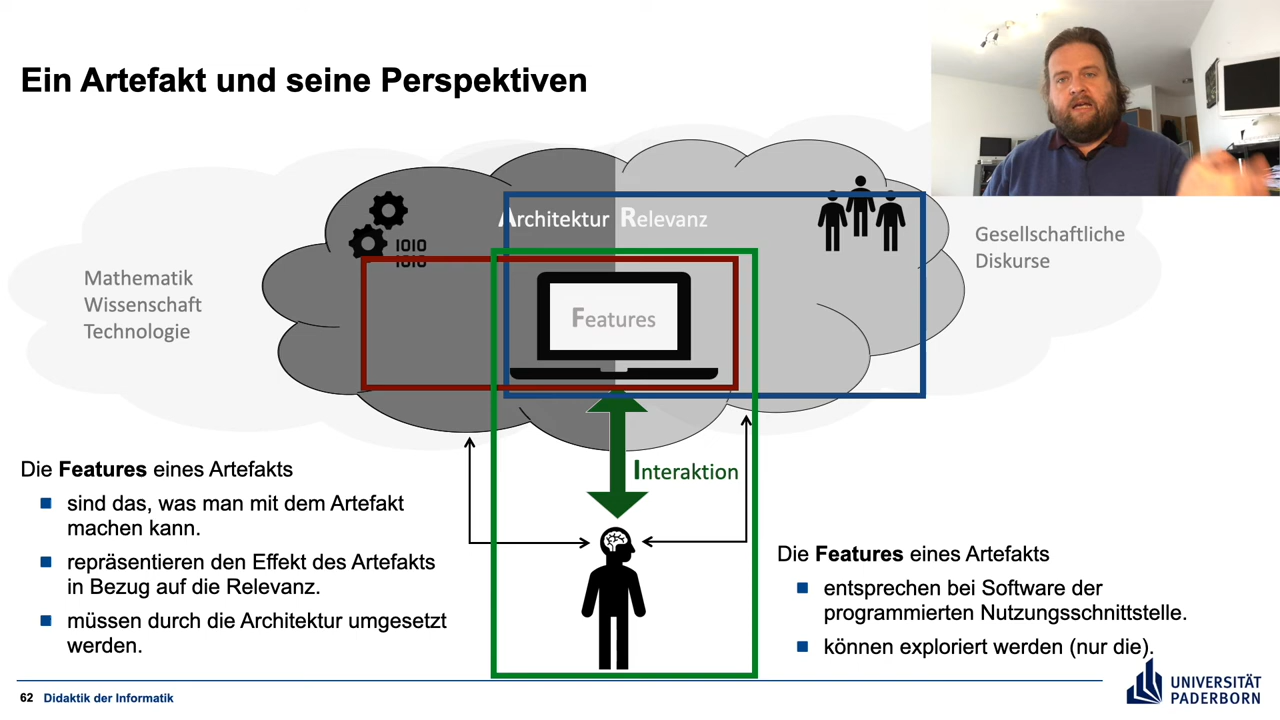 Ein Artefakt und seine Perspektiven
Architektur Relevanz
1010
1010
Gesellschaftliche
Diskurse
Mathematik
Wissenschaft
Technologie
Features
Interaktion
Die Features eines Artefakts
sind das, was man mit dem Artefakt
machen kann.
repräsentieren den Effekt des Artefakts
in Bezug auf die Relevanz.
müssen durch die Architektur umgesetzt
werden.
Die Features eines Artefakts
entsprechen bei Software der
programmierten Nutzungsschnittstelle.
können exploriert werden (nur die).
62 Didaktik der Informatik
UNIVERSITÄT
PADERBORN